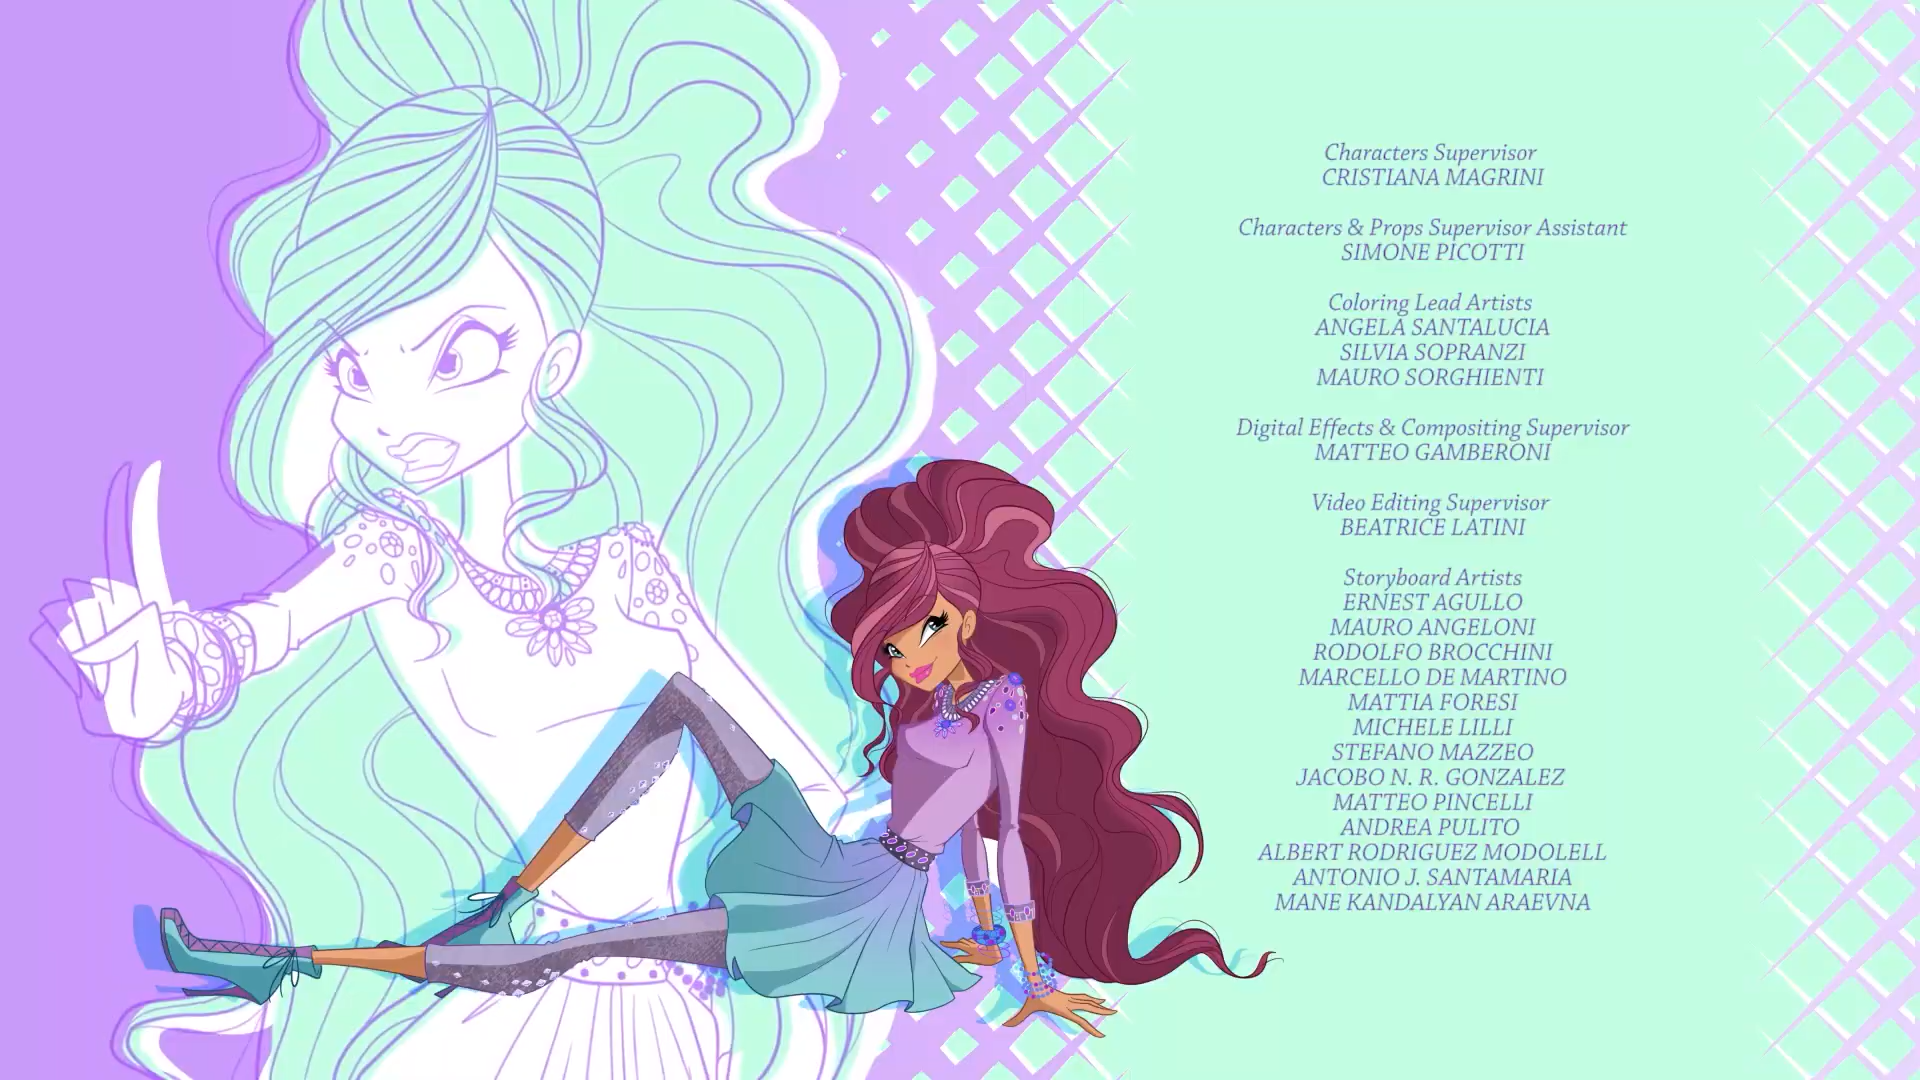 Characters Supervisor
CRISTIANA MAGRINI
Characters & Props Supervisor Assistant
SIMONE PICOTTI
Coloring Lead Artists
ANGELA SANTALUCIA
SILVIA SOPRANZI
MAURO SORGHIENTI
Digital Effects & Compositing Supervisor
MATTEO GAMBERONI
Video Editing Supervisor
BEATRICE LATINI
Storyboard Artists
ERNEST AGULLO
MAURO ANGELONI
RODOLFO BROCCHINI
MARCELLO DE MARTINO
MATTIA FORESI
MICHELE LILLI
STEFANO MAZZEO
JACOBO N. R. GONZALEZ
MATTEO PINCELLI
ANDREA PULITO
ALBERT RODRIGUEZ MODOLELL
ANTONIO J. SANTAMARIA
MANE KANDALYAN ARAEVNA